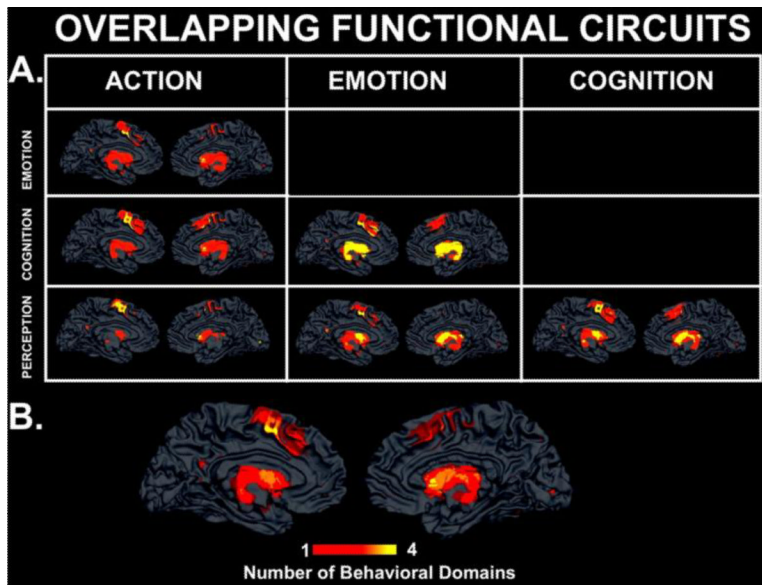 OVERLAPPING FUNCTIONAL CIRCUITS
A.
ACTION EMOTION COGNITION
EMOTION
COGNITION
PERCEPTION
B.
1 4
Number of Behavioral Domains